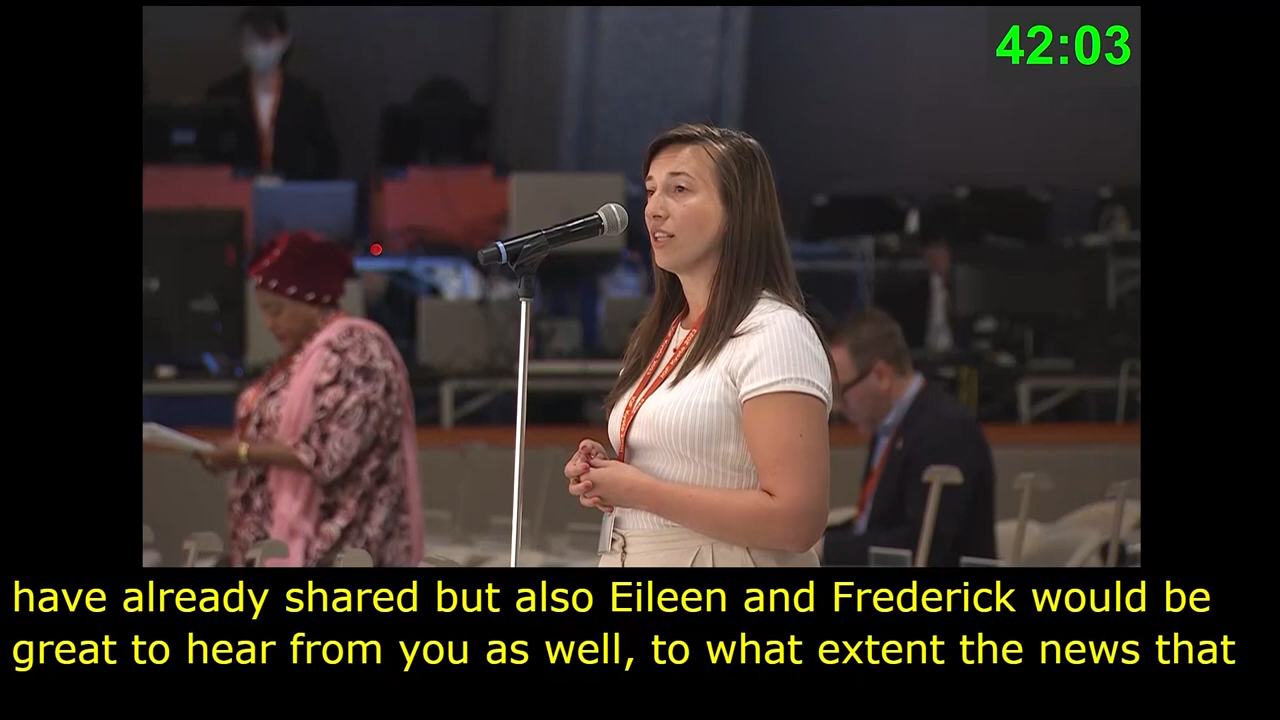 42:03
have already shared but also Eileen and Frederick would be
great to hear from you as well, to what extent the news that